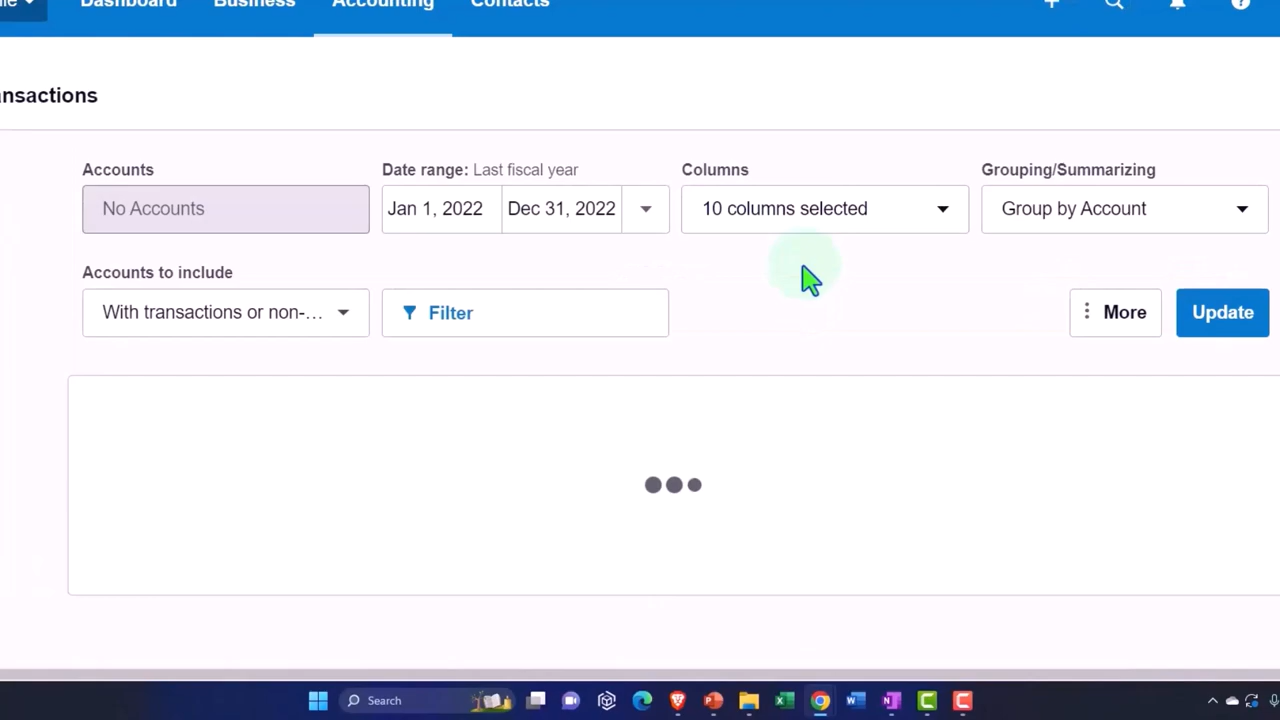 Dashboard Business Accounting Contacts
ansactions
Accounts Date range: Last fiscal year Columns Grouping/Summarizing
No Accounts Jan 1, 2022 Dec 31, 2022 10 columns selected Group by Account
Accounts to include
With transactions or non-... Filter More Update
Search